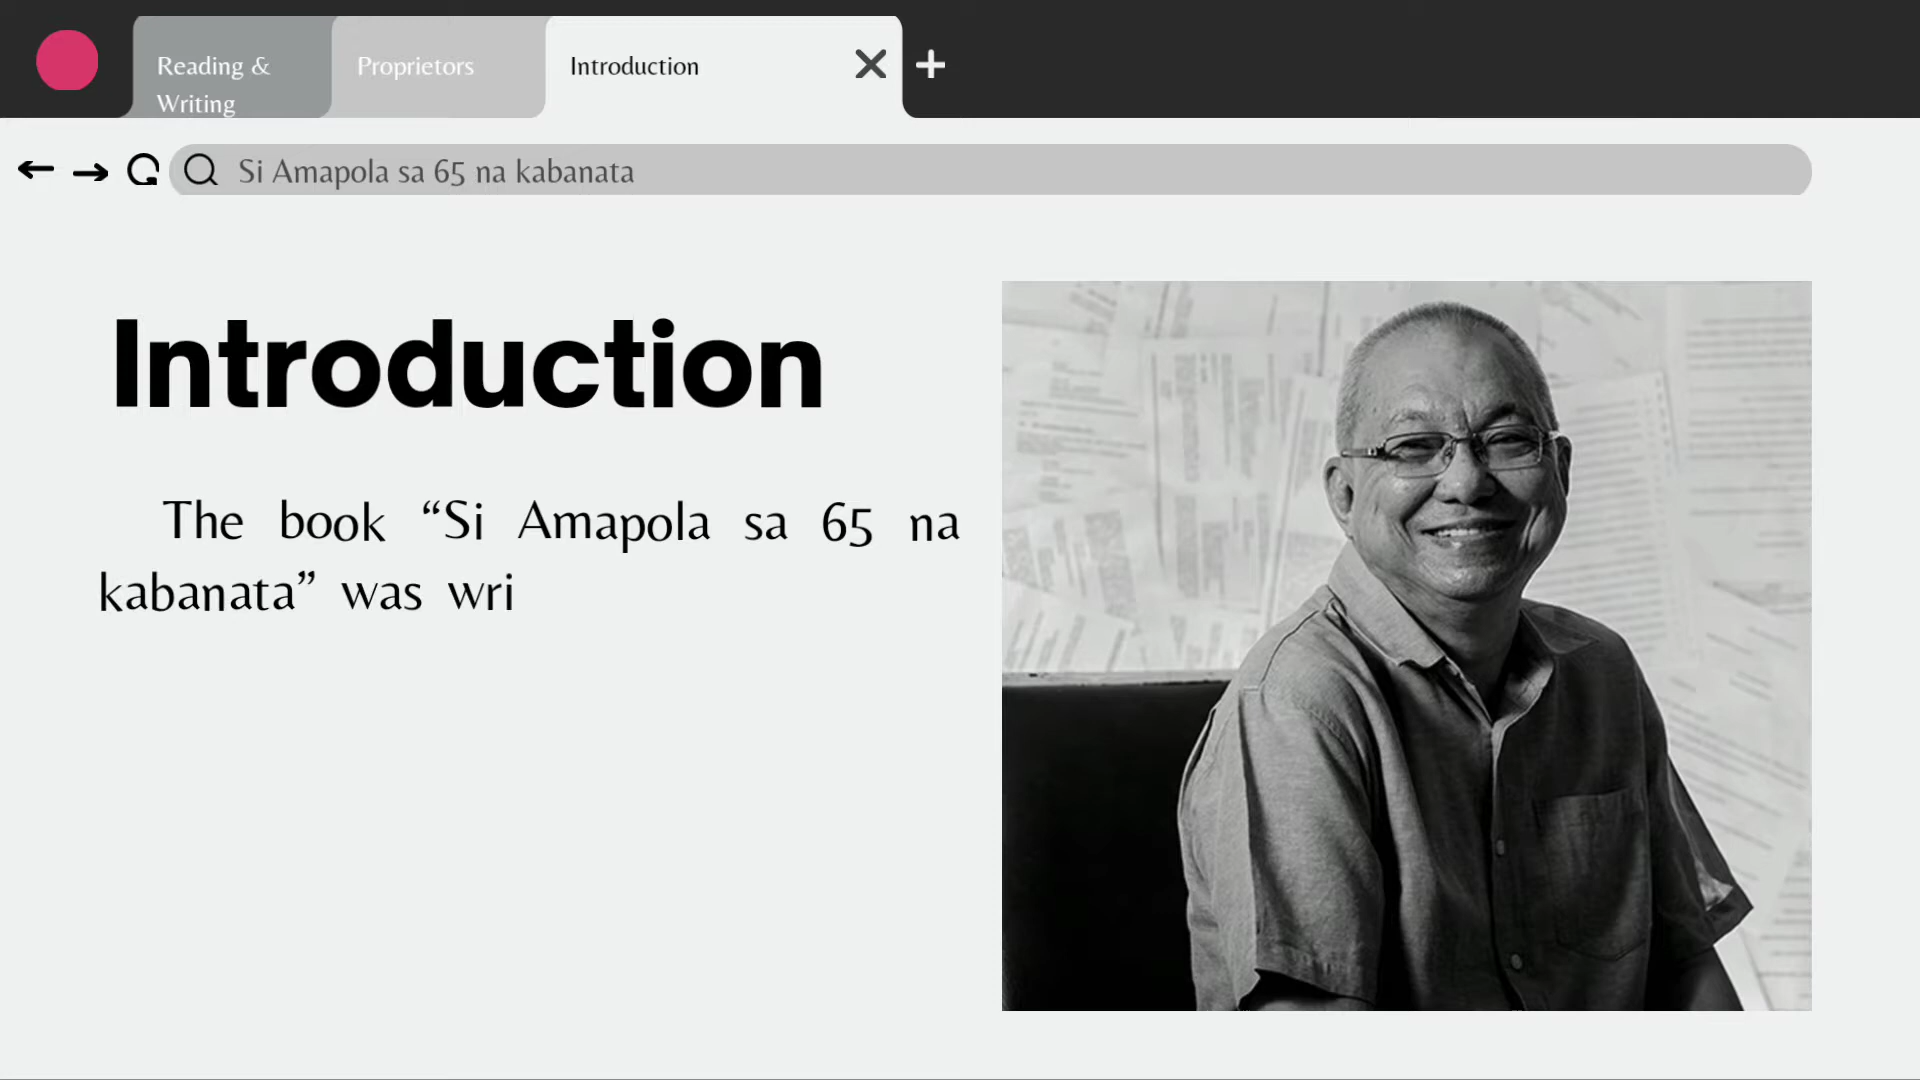 Reading &
Writing
Proprietors
Introduction
Si Amapola sa 65 na kabanata
Introduction
The book “Si Amapola sa 65 na
kabanata” was wri